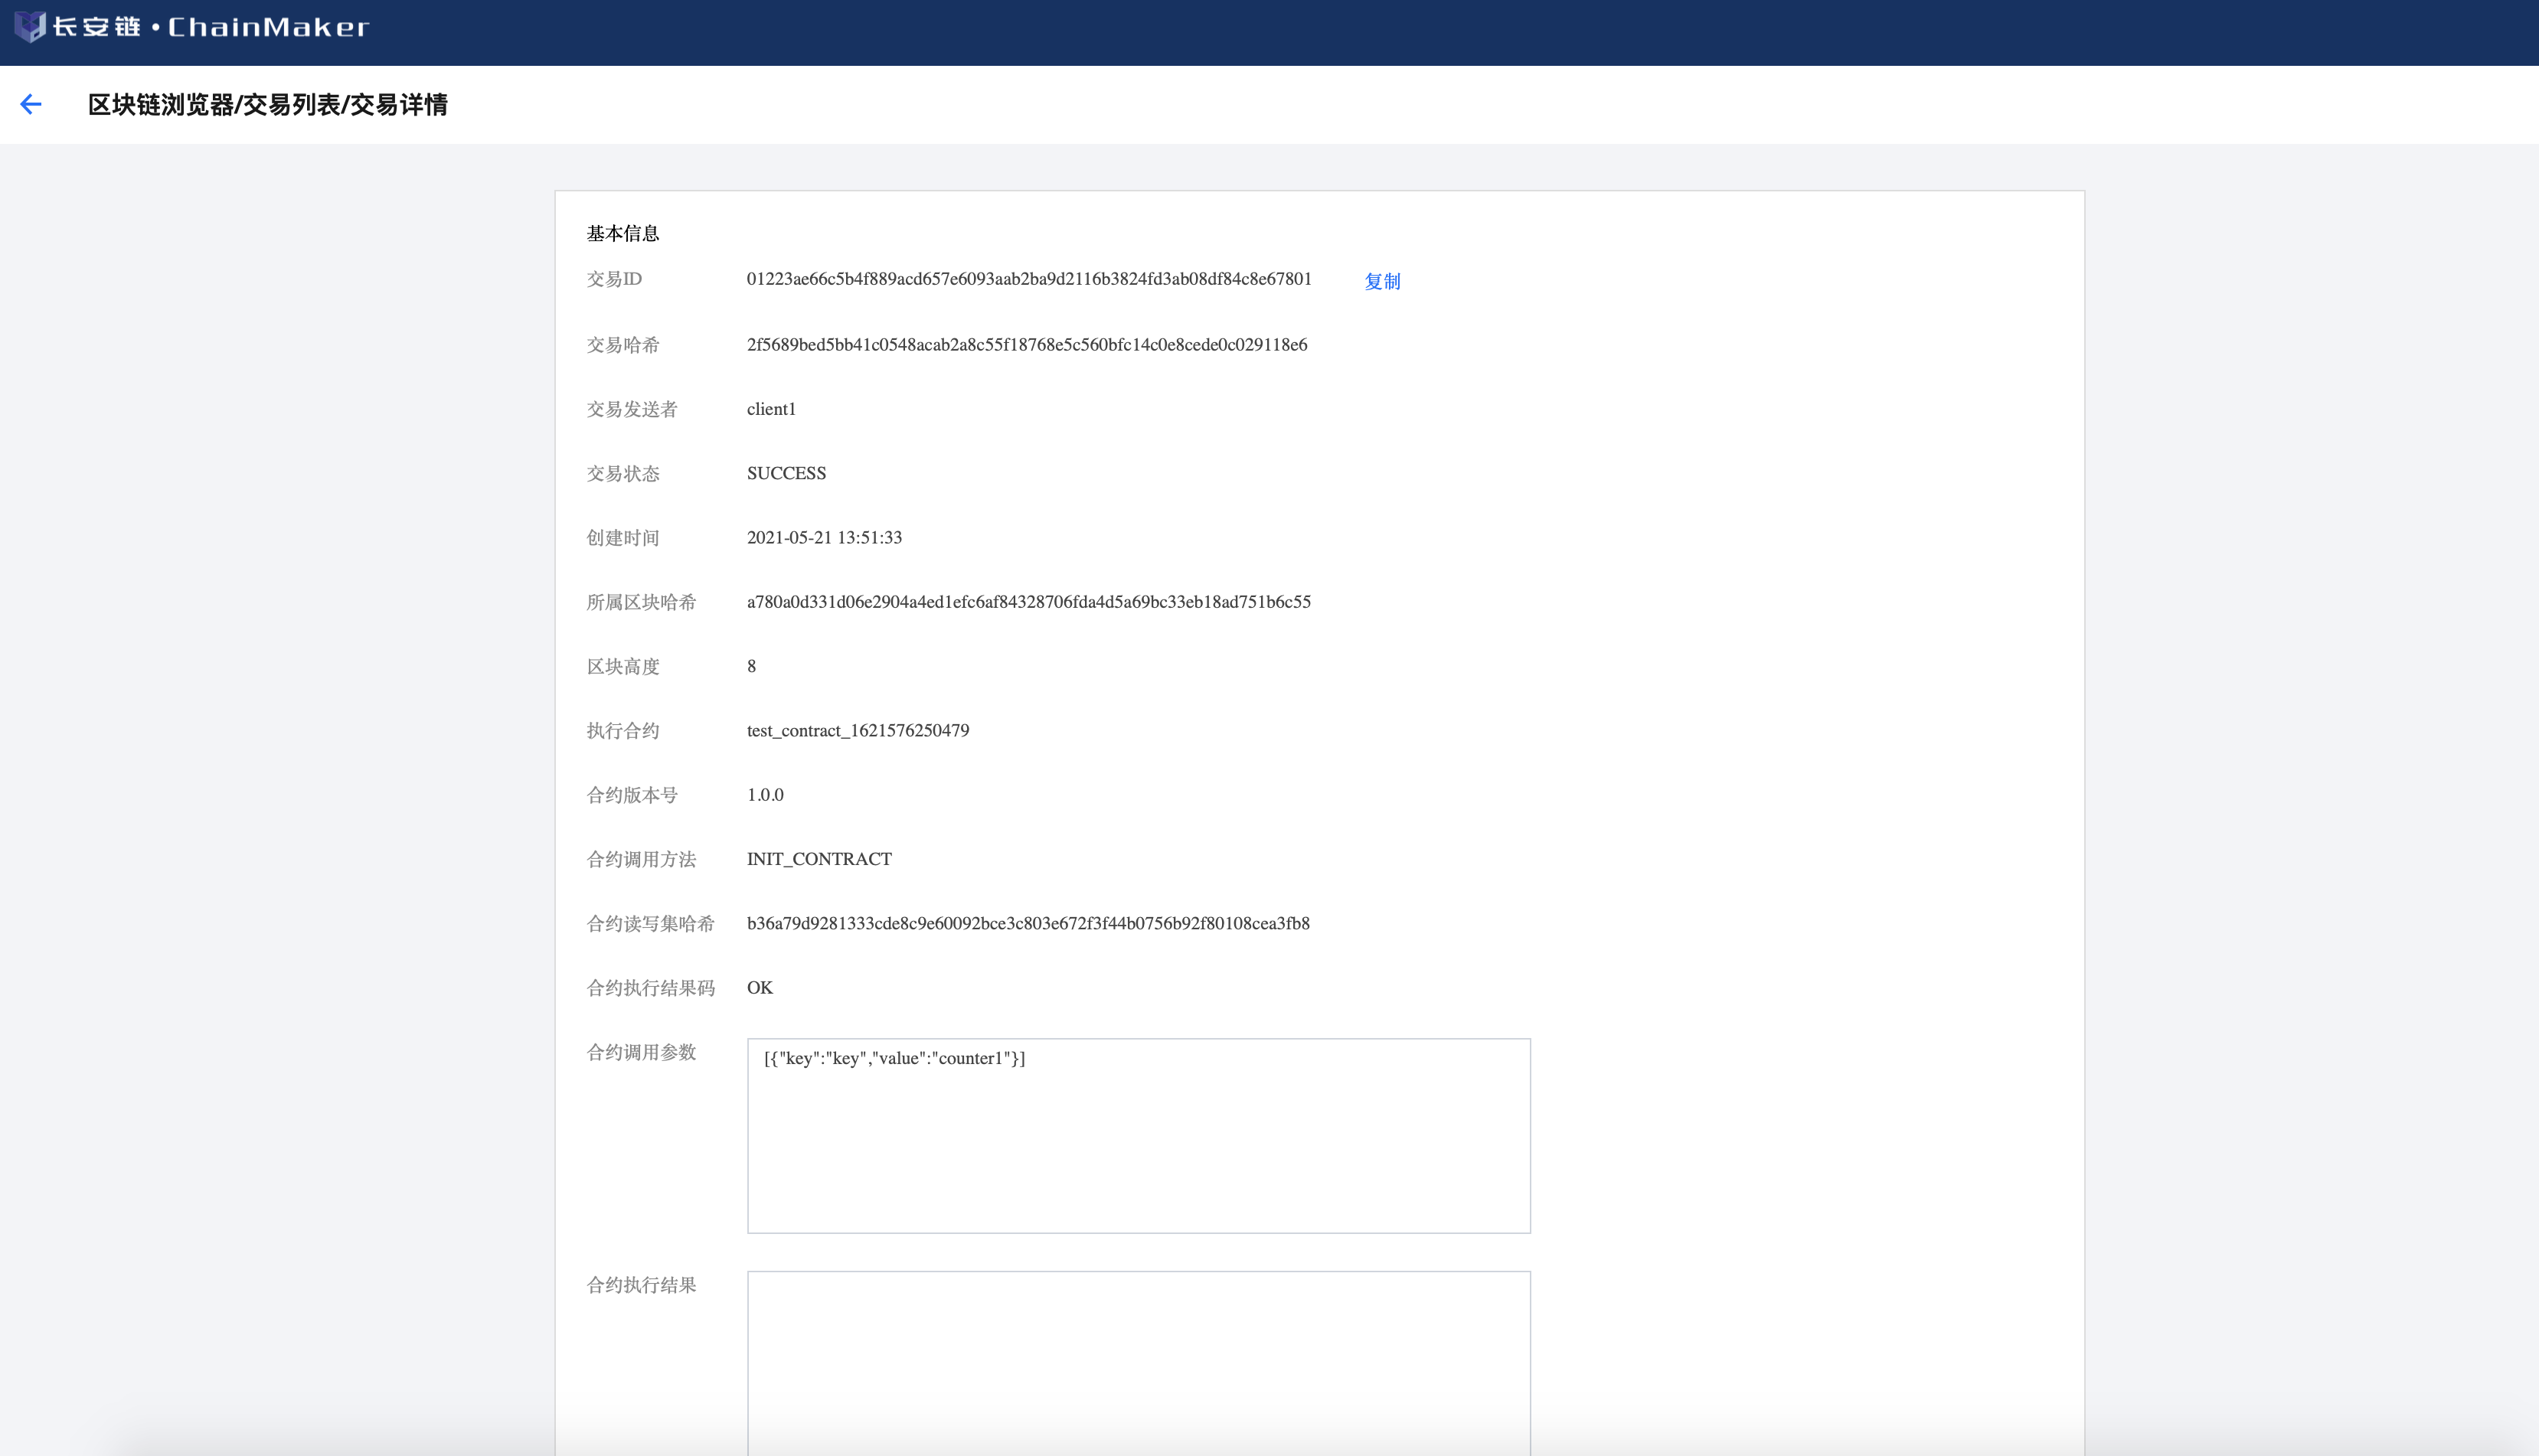 长安链·ChainMaker
区块链浏览器/交易列表/交易详情
基本信息
交易ID 01223ae66c5b4f889acd657e6093aab2ba9d2116b3824fd3ab08df84c8e67801 复制
交易哈希 2f5689bed5bb41c0548acab2a8c55f18768e5c560bfc14c0e8cede0c029118e6
交易发送者 client1
交易状态 SUCCESS
创建时间 2021-05-21 13:51:33
所属区块哈希 a780a0d331d06e2904a4ed1efc6af84328706fda4d5a69bc33eb18ad751b6c55
区块高度 8
执行合约 test_contract_1621576250479
合约版本号 1.0.0
合约调用方法 INIT_CONTRACT
合约读写集哈希 b36a79d9281333cde8c9e60092bce3c803e672f3f44b0756b92f80108cea3fb8
合约执行结果码 OK
合约调用参数 [{"key":"key","value":"counter1"}]
合约执行结果